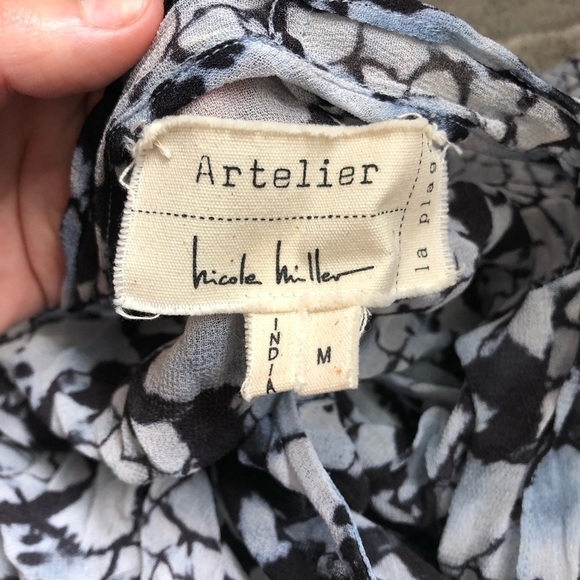 Artelier
nicole miller
la plag
INDIA
M